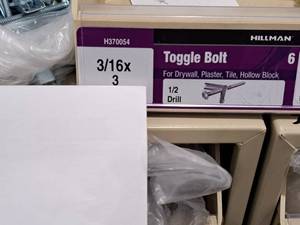 H370054
HILLMAN
3/16x
3
Toggle Bolt
6
For Drywall, Plaster, Tile, Hollow Block
1/2
Drill